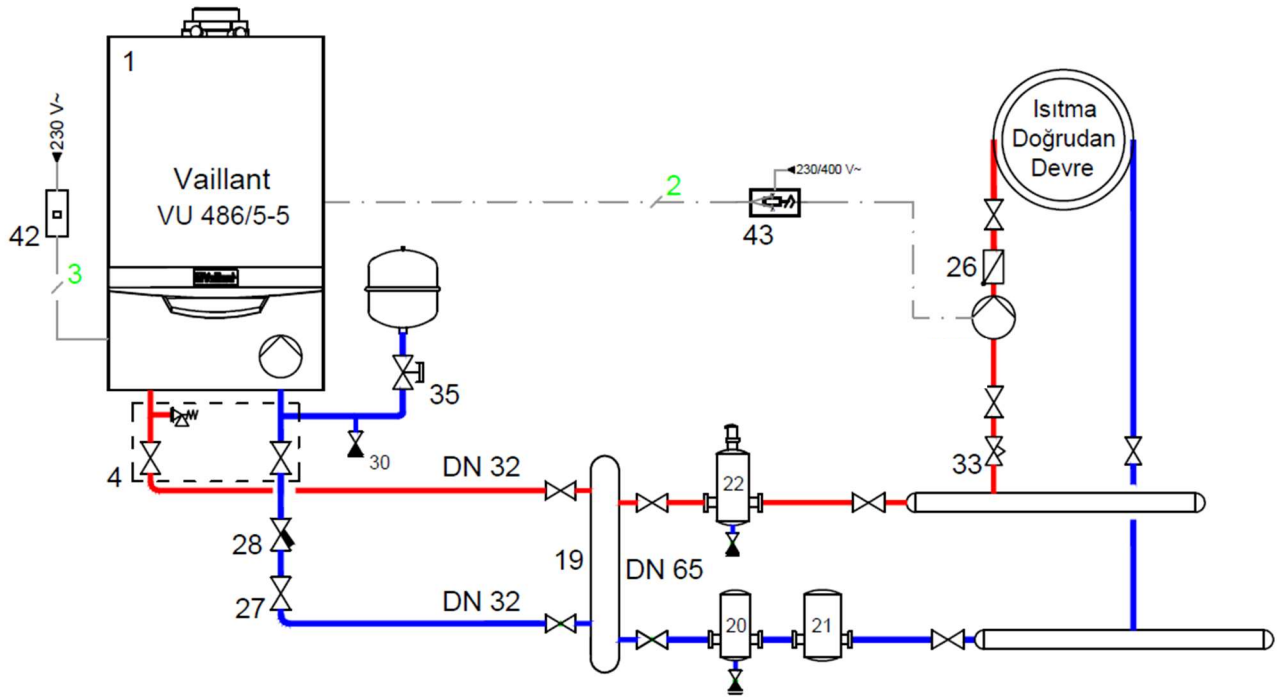 1
230 V~
Vaillant
VU 486/5-5
42
3
Vaillant
2
230/400 V~
43
Isıtma
Doğrudan
Devre
26
35
30
4
DN 32
33
22
28
19
DN 65
27
DN 32
20
21